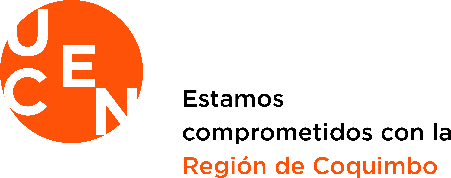 UCEN
Estamos
comprometidos con la
Región de Coquimbo